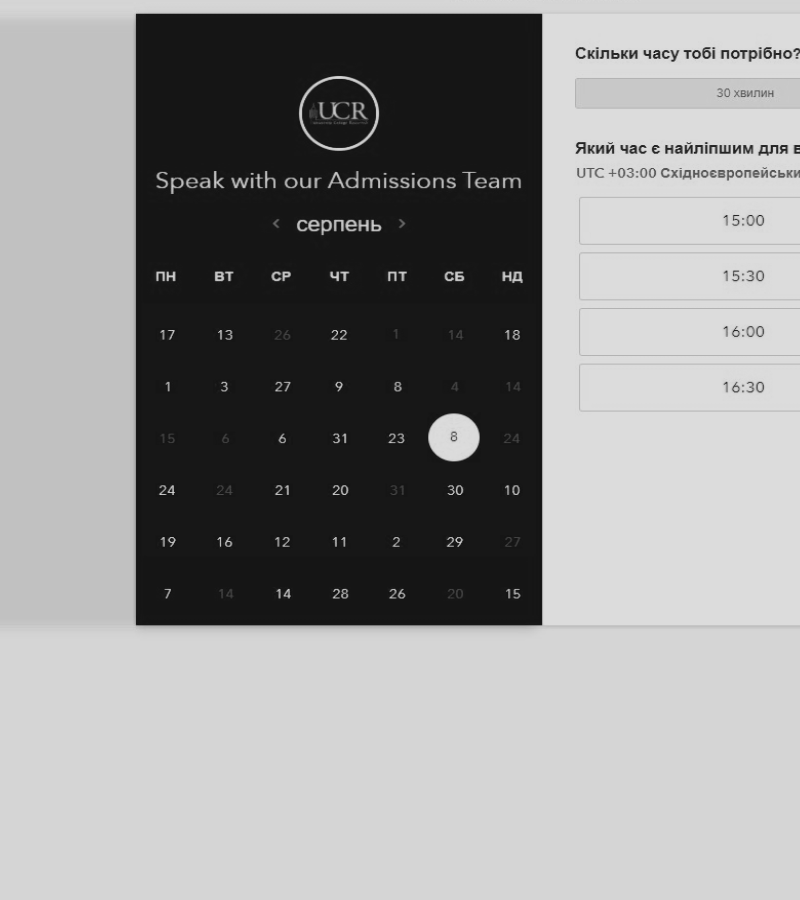 UCR
Speak with our Admissions Team
‹ серпень ›
ПН ВТ СР ЧТ ПТ СБ НД
17 13 26 22 1 14 18
1 3 27 9 8 4 14
15 6 6 31 23 8 24
24 24 21 20 31 30 10
19 16 12 11 2 29 27
7 14 14 28 26 20 15
Скільки часу тобі потрібно?
30 хвилин
Який час є найліпшим для в
UTC +03:00 Східноєвропейськи
15:00
15:30
16:00
16:30